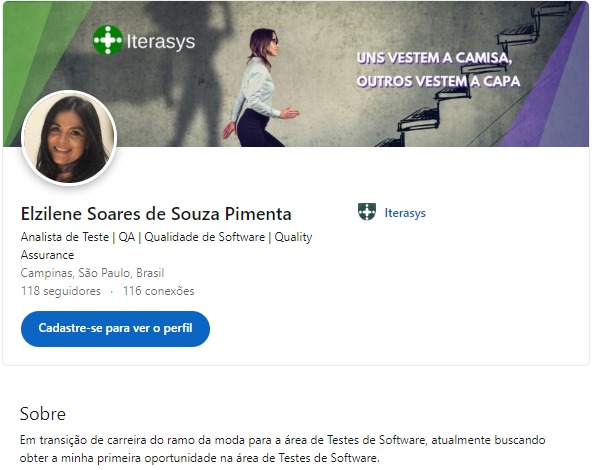 Iterasys
UNS VESTEM A CAMISA,
OUTROS VESTEM A CAPA
Elzilene Soares de Souza Pimenta
Iterasys
Analista de Teste | QA | Qualidade de Software | Quality
Assurance
Campinas, São Paulo, Brasil
118 seguidores · 116 conexões
Cadastre-se para ver o perfil
Sobre
Em transição de carreira do ramo da moda para a área de Testes de Software, atualmente buscando
obter a minha primeira oportunidade na área de Testes de Software.